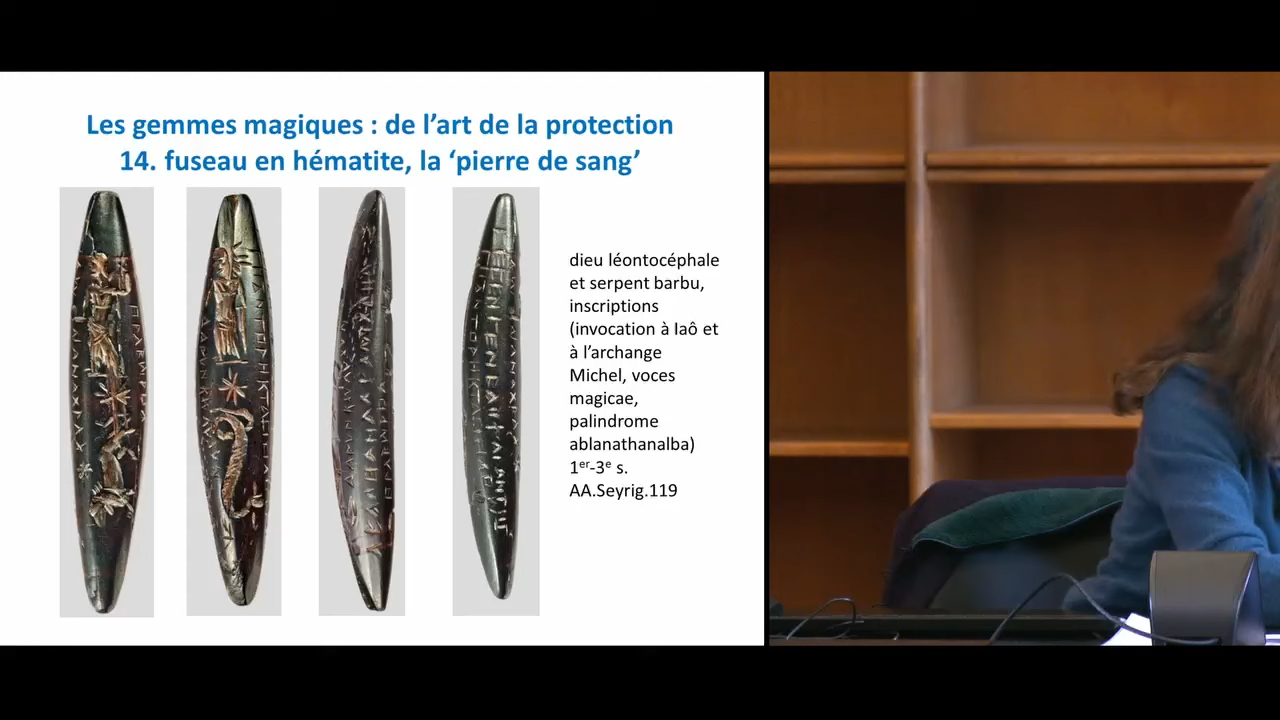 Les gemmes magiques : de l’art de la protection
14. fuseau en hématite, la ‘pierre de sang’
dieu léontocéphale
et serpent barbu,
inscriptions
(invocation à Iaô et
à l’archange
Michel, voces
magicae,
palindrome
ablanathanalba)
1er-3e s.
AA.Seyrig.119